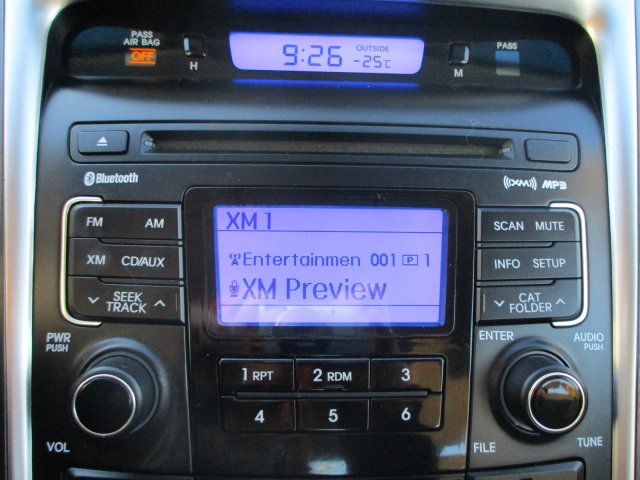 PASS
AIR BAG
OFF
H
9:26
OUTSIDE
-25°C
M
PASS
Bluetooth
((XM))
MP3
FM
AM
XM
CD/AUX
SEEK
TRACK
XM 1
Entertainmen 001 P 1
XM Preview
SCAN
MUTE
INFO
SETUP
CAT
FOLDER
PWR
PUSH
VOL
1 RPT
2 RDM
3
4
5
6
ENTER
AUDIO
PUSH
FILE
TUNE